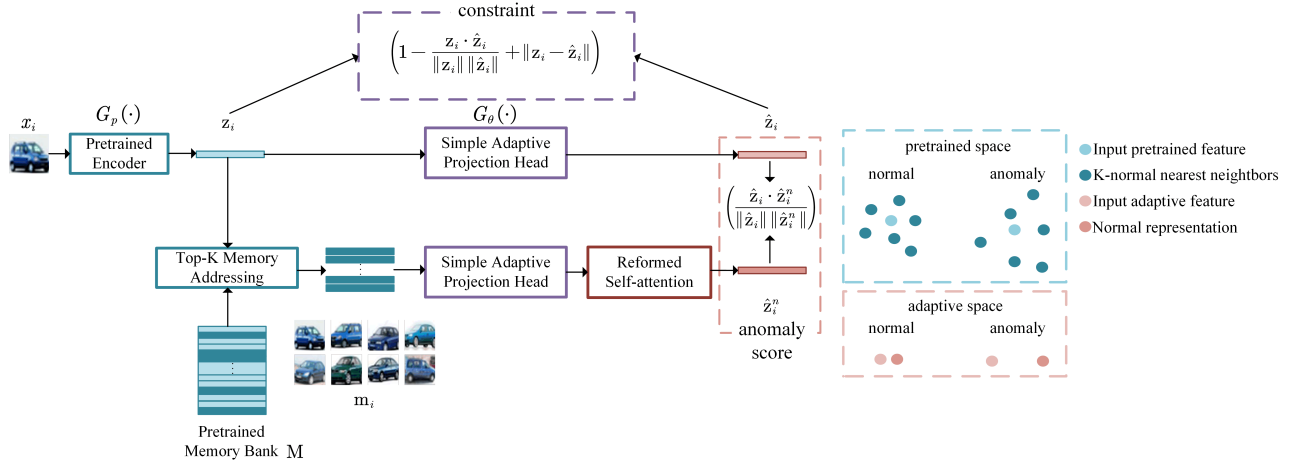 constraint
(1 − z_i · ẑ_i / ‖z_i‖ ‖ẑ_i‖ + ‖z_i − ẑ_i‖)
x_i
G_p(·)
z_i
G_θ(·)
ẑ_i
Pretrained
Encoder
Simple Adaptive
Projection Head
(ẑ_i · ẑ_i^n / ‖ẑ_i‖ ‖ẑ_i^n‖)
Top-K Memory
Addressing
Simple Adaptive
Projection Head
Reformed
Self-attention
ẑ_i^n
anomaly
score
m_i
Pretrained
Memory Bank M
pretrained space
normal anomaly
adaptive space
normal anomaly
Input pretrained feature
K-normal nearest neighbors
Input adaptive feature
Normal representation